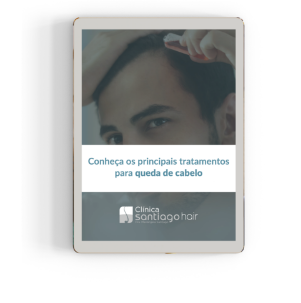 Conheça os principais tratamentos
para queda de cabelo
Clínica
santiago hair